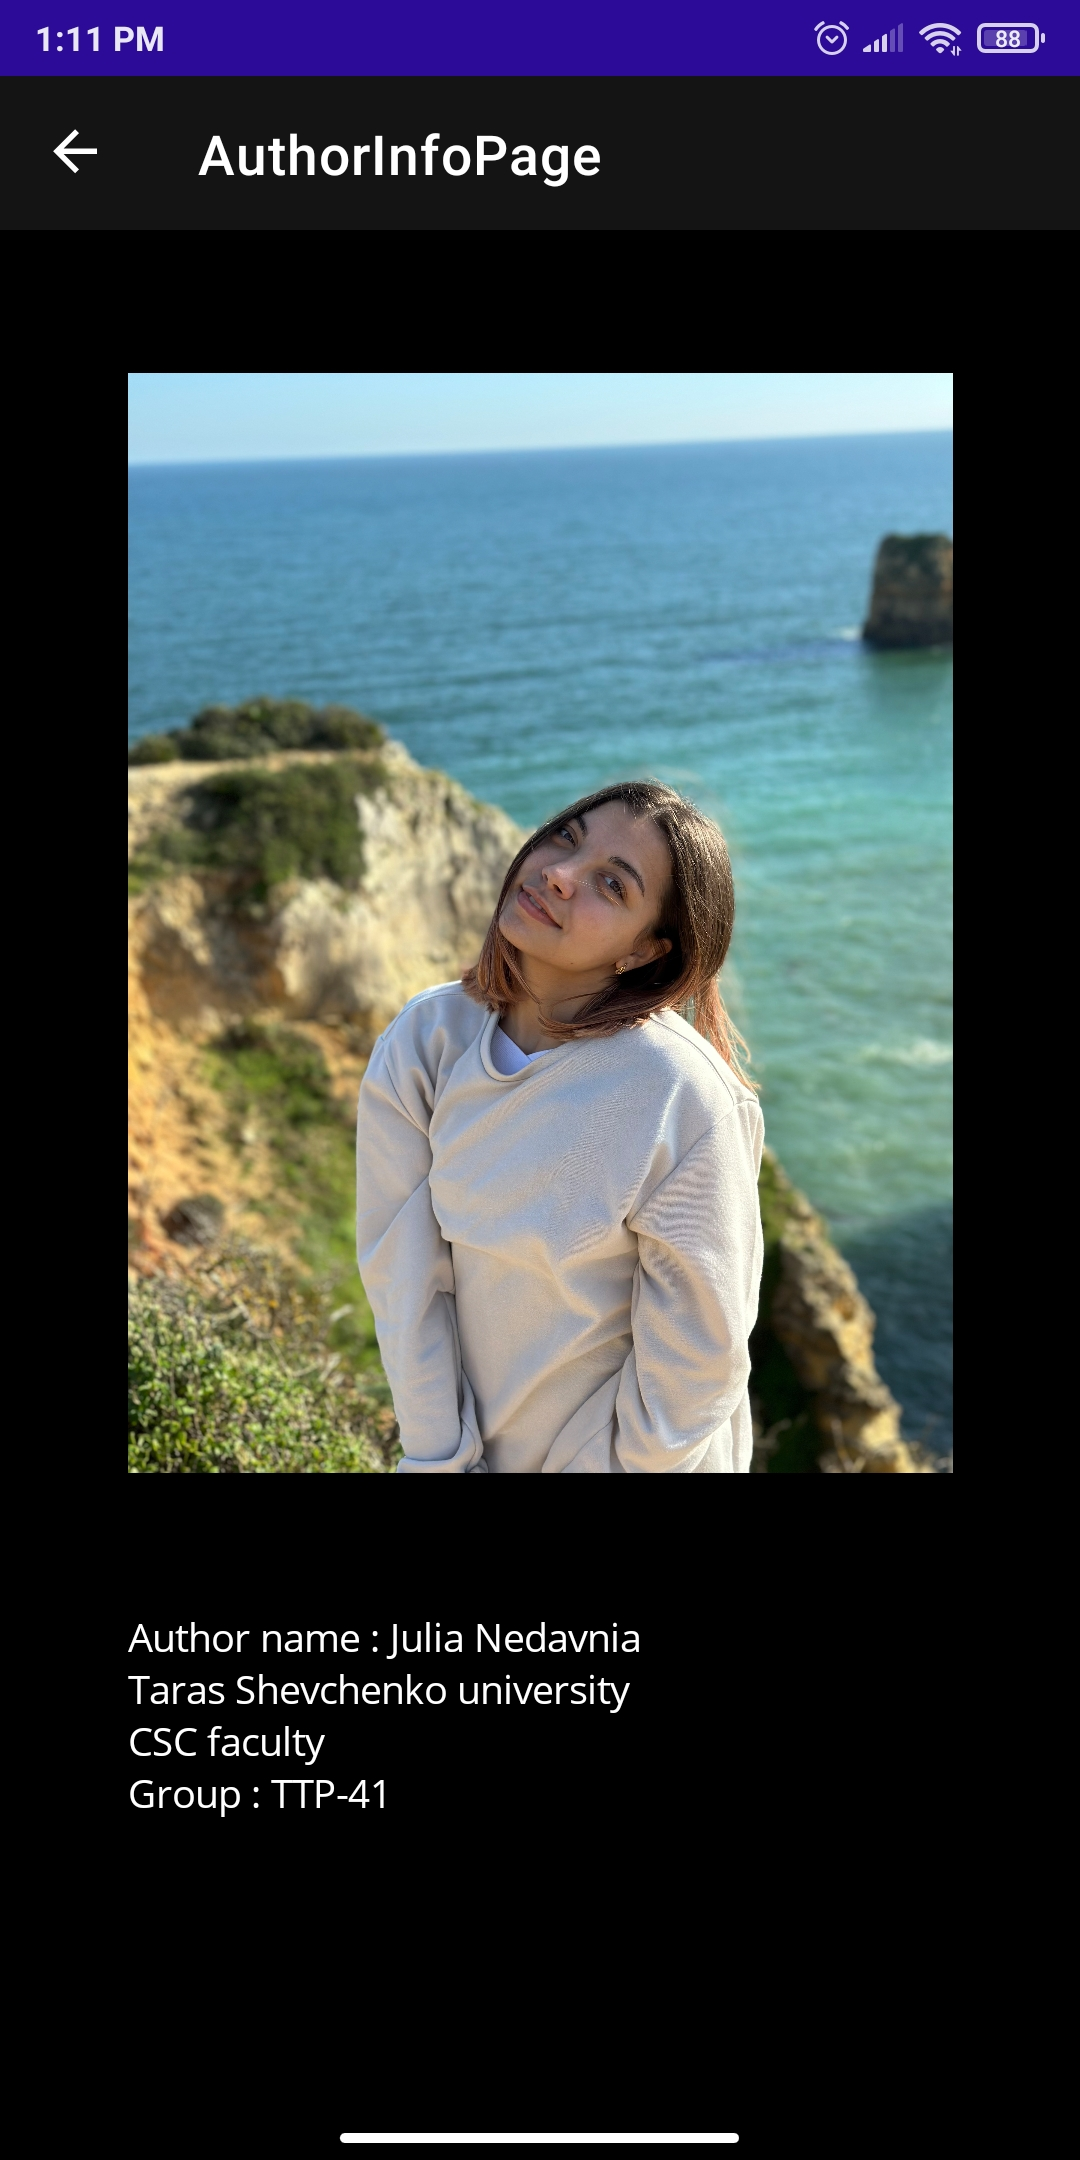 1:11 PM
88
AuthorInfoPage
Author name : Julia Nedavnia
Taras Shevchenko university
CSC faculty
Group : TTP-41